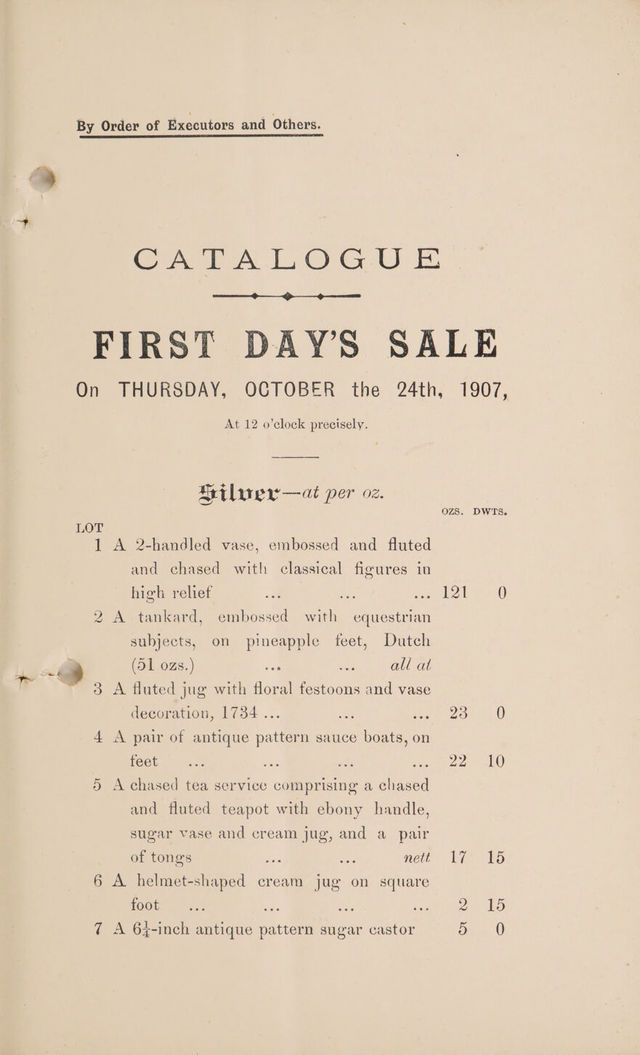 By Order of Executors and Others.
CATALOGUE
FIRST DAY'S SALE
On THURSDAY, OCTOBER the 24th, 1907,
At 12 o'clock precisely.
Silver—at per oz.
OZS. DWTS.
LOT
1 A 2-handled vase, embossed and fluted
and chased with classical figures in
high relief ... ... ... 121 0
2 A tankard, embossed with equestrian
subjects, on pineapple feet, Dutch
(51 ozs.) ... ... all at
3 A fluted jug with floral festoons and vase
decoration, 1734 ... ... ... 23 0
4 A pair of antique pattern sauce boats, on
feet ... ... ... ... 22 10
5 A chased tea service comprising a chased
and fluted teapot with ebony handle,
sugar vase and cream jug, and a pair
of tongs ... ... nett 17 15
6 A helmet-shaped cream jug on square
foot ... ... ... ... 2 15
7 A 6½-inch antique pattern sugar castor 5 0